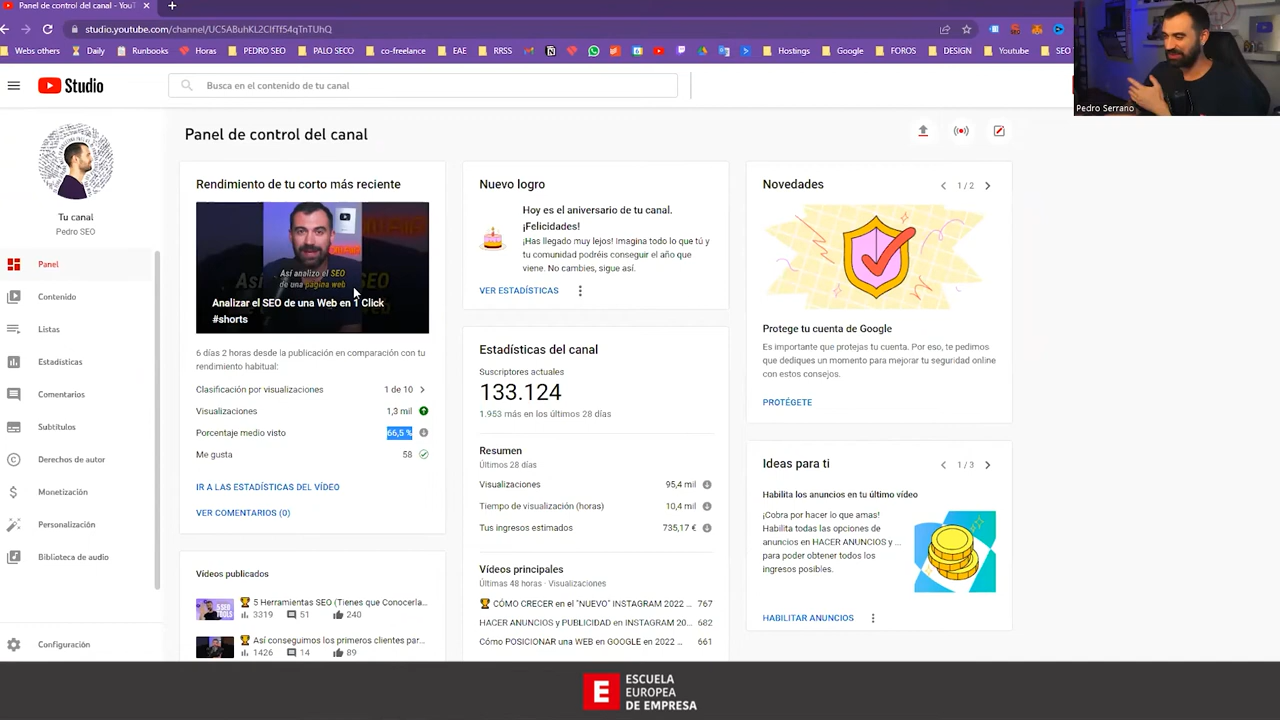 Panel de control del canal - YouT
studio.youtube.com/channel/UC5ABuhKL2CIfTf54qTnTUhQ
Webs others
Daily
Runbooks
Horas
PEDRO SEO
PALO SECO
co-freelance
EAE
RRSS
Hostings
Google
FOROS
DESIGN
Youtube
SEO
Pedro Serrano
Studio
Busca en el contenido de tu canal
Tu canal
Pedro SEO
Panel
Contenido
Listas
Estadísticas
Comentarios
Subtítulos
Derechos de autor
Monetización
Personalización
Biblioteca de audio
Configuración
Panel de control del canal
Rendimiento de tu corto más reciente
Así analizo el SEO
de una pagina web
Analizar el SEO de una Web en 1 Click
#shorts
6 días 2 horas desde la publicación en comparación con tu
rendimiento habitual:
Clasificación por visualizaciones 1 de 10
Visualizaciones 1,3 mil
Porcentaje medio visto 66,5 %
Me gusta 58
IR A LAS ESTADÍSTICAS DEL VÍDEO
VER COMENTARIOS (0)
Vídeos publicados
5 SEO
TOOLS
5 Herramientas SEO (Tienes que Conocerla...
3319 51 240
Así conseguimos los primeros clientes par...
1426 14 89
Nuevo logro
Hoy es el aniversario de tu canal.
¡Felicidades!
¡Has llegado muy lejos! Imagina todo lo que tú y
tu comunidad podréis conseguir el año que
viene. No cambies, sigue así.
VER ESTADÍSTICAS
Estadísticas del canal
Suscriptores actuales
133.124
1.953 más en los últimos 28 días
Resumen
Últimos 28 días
Visualizaciones 95,4 mil
Tiempo de visualización (horas) 10,4 mil
Tus ingresos estimados 735,17 €
Vídeos principales
Últimas 48 horas · Visualizaciones
CÓMO CRECER en el "NUEVO" INSTAGRAM 2022 ... 767
HACER ANUNCIOS y PUBLICIDAD en INSTAGRAM 20... 682
Cómo POSICIONAR una WEB en GOOGLE en 2022 ... 661
Novedades
1 / 2
Protege tu cuenta de Google
Es importante que protejas tu cuenta. Por eso, te pedimos
que dediques un momento para mejorar tu seguridad online
con estos consejos.
PROTÉGETE
Ideas para ti
1 / 3
Habilita los anuncios en tu último vídeo
¡Cobra por hacer lo que amas!
Habilita todas las opciones de
anuncios en HACER ANUNCIOS y ...
para poder obtener todos los
ingresos posibles.
HABILITAR ANUNCIOS
E
ESCUELA
EUROPEA
DE EMPRESA